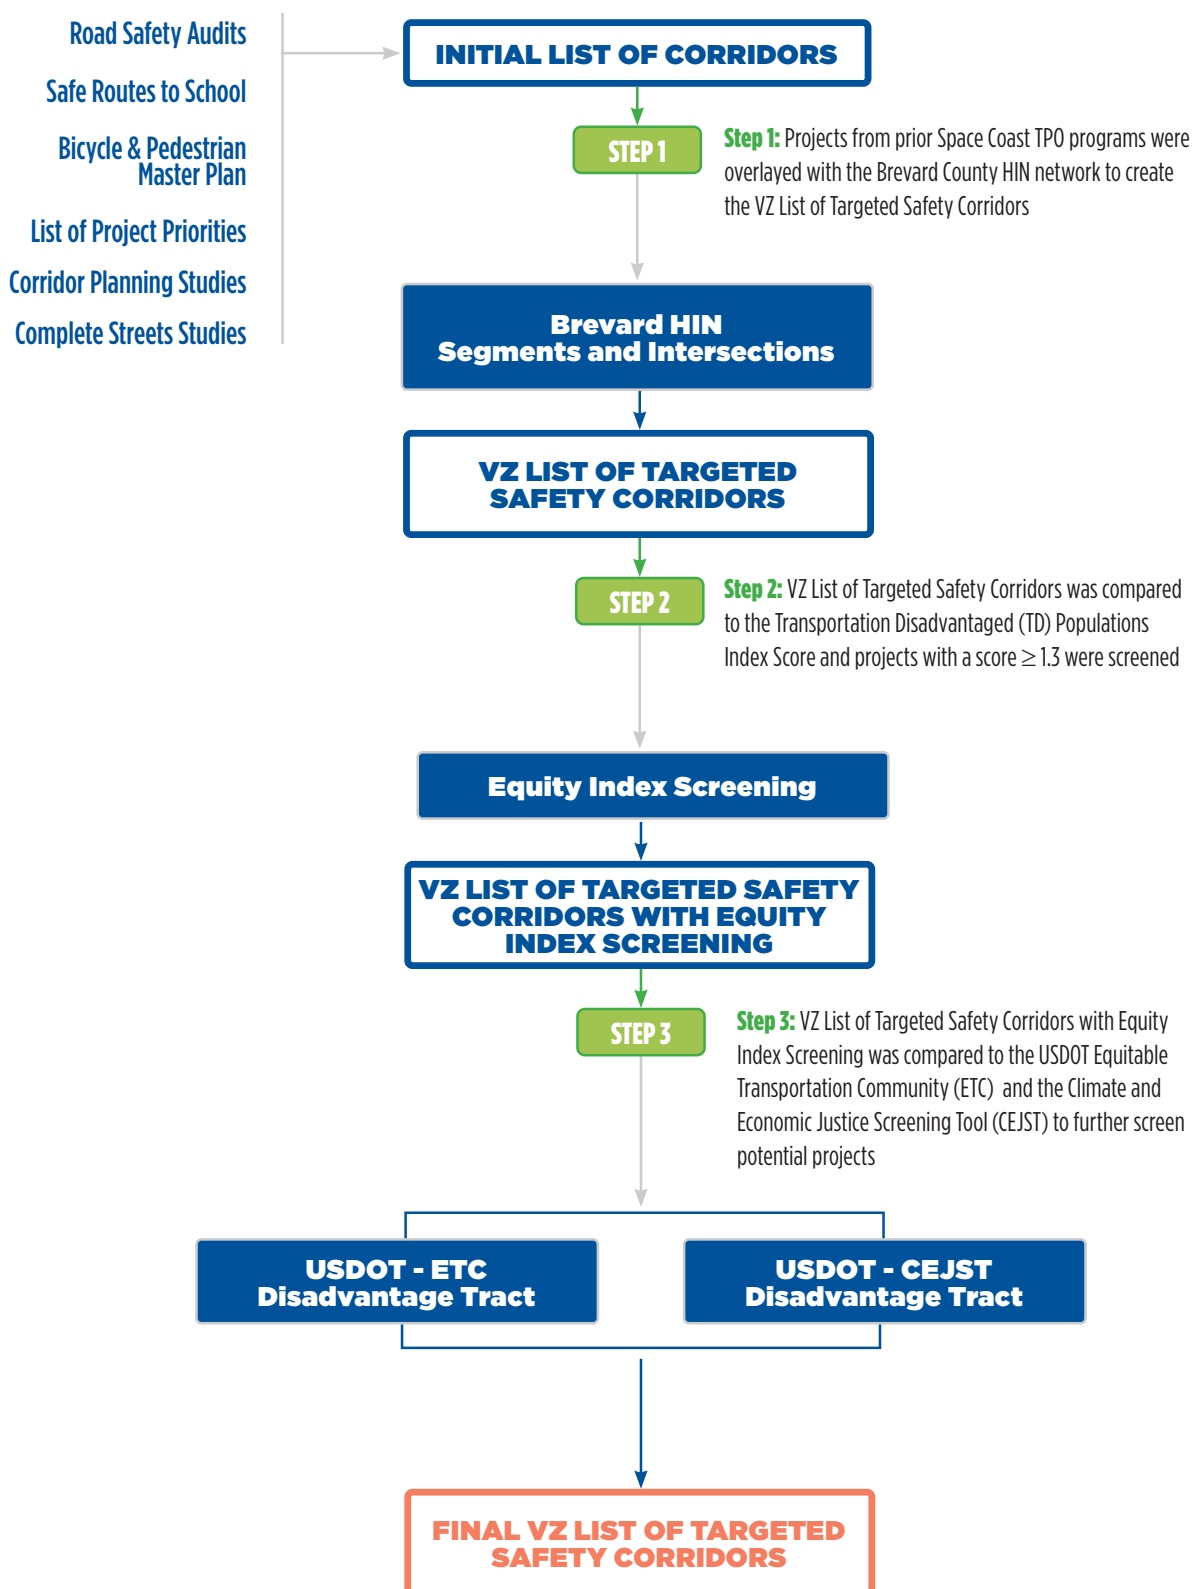 Road Safety Audits
Safe Routes to School
Bicycle & Pedestrian
Master Plan
List of Project Priorities
Corridor Planning Studies
Complete Streets Studies
INITIAL LIST OF CORRIDORS
STEP 1
Step 1: Projects from prior Space Coast TPO programs were
overlayed with the Brevard County HIN network to create
the VZ List of Targeted Safety Corridors
Brevard HIN
Segments and Intersections
VZ LIST OF TARGETED
SAFETY CORRIDORS
STEP 2
Step 2: VZ List of Targeted Safety Corridors was compared
to the Transportation Disadvantaged (TD) Populations
Index Score and projects with a score ≥ 1.3 were screened
Equity Index Screening
VZ LIST OF TARGETED SAFETY
CORRIDORS WITH EQUITY
INDEX SCREENING
STEP 3
Step 3: VZ List of Targeted Safety Corridors with Equity
Index Screening was compared to the USDOT Equitable
Transportation Community (ETC) and the Climate and
Economic Justice Screening Tool (CEJST) to further screen
potential projects
USDOT - ETC
Disadvantage Tract
USDOT - CEJST
Disadvantage Tract
FINAL VZ LIST OF TARGETED
SAFETY CORRIDORS